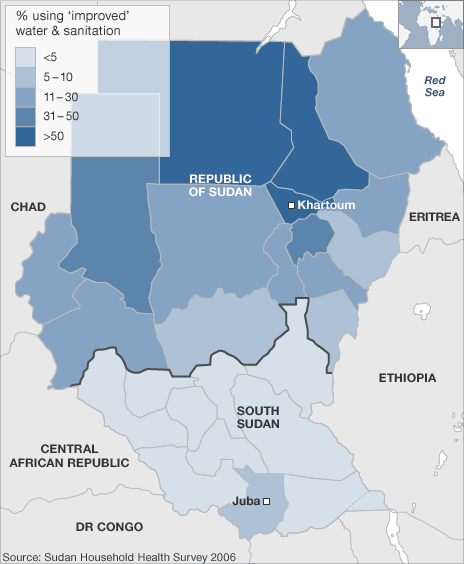 % using ‘improved’
water & sanitation
<5
5–10
11–30
31–50
>50
Red
Sea
REPUBLIC
OF SUDAN
Khartoum
CHAD
ERITREA
ETHIOPIA
SOUTH
SUDAN
CENTRAL
AFRICAN REPUBLIC
Juba
DR CONGO
Source: Sudan Household Health Survey 2006